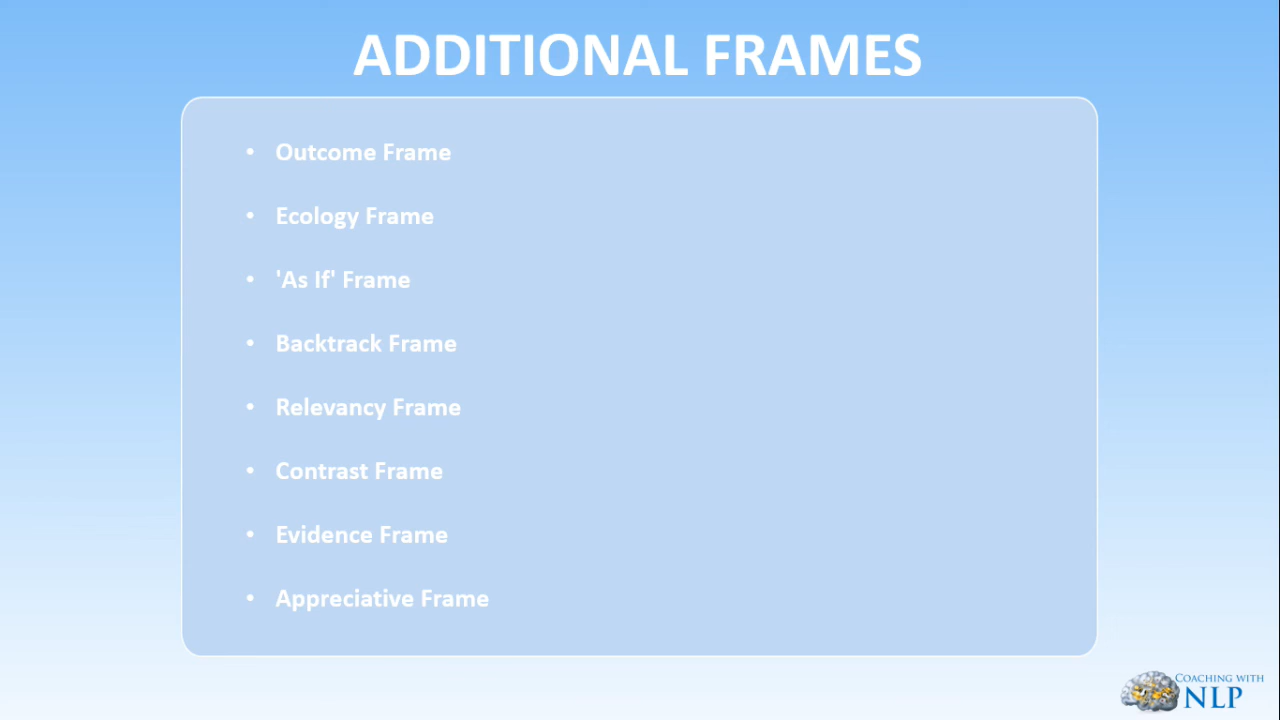 ADDITIONAL FRAMES
• Outcome Frame
• Ecology Frame
• 'As If' Frame
• Backtrack Frame
• Relevancy Frame
• Contrast Frame
• Evidence Frame
• Appreciative Frame
COACHING WITH
NLP